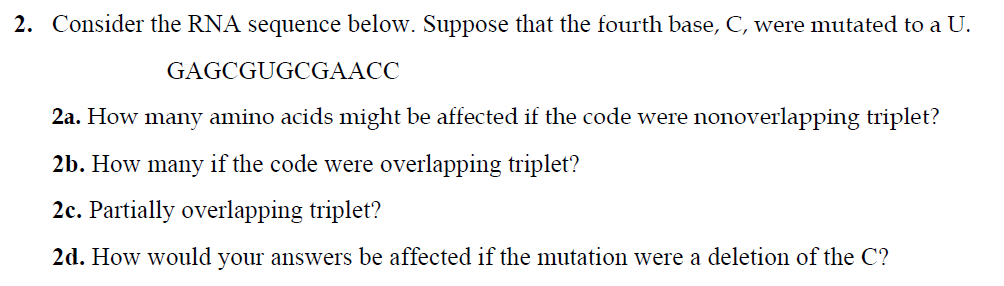 2. Consider the RNA sequence below. Suppose that the fourth base, C, were mutated to a U.
GAGCGUGCGAACC
2a. How many amino acids might be affected if the code were nonoverlapping triplet?
2b. How many if the code were overlapping triplet?
2c. Partially overlapping triplet?
2d. How would your answers be affected if the mutation were a deletion of the C?